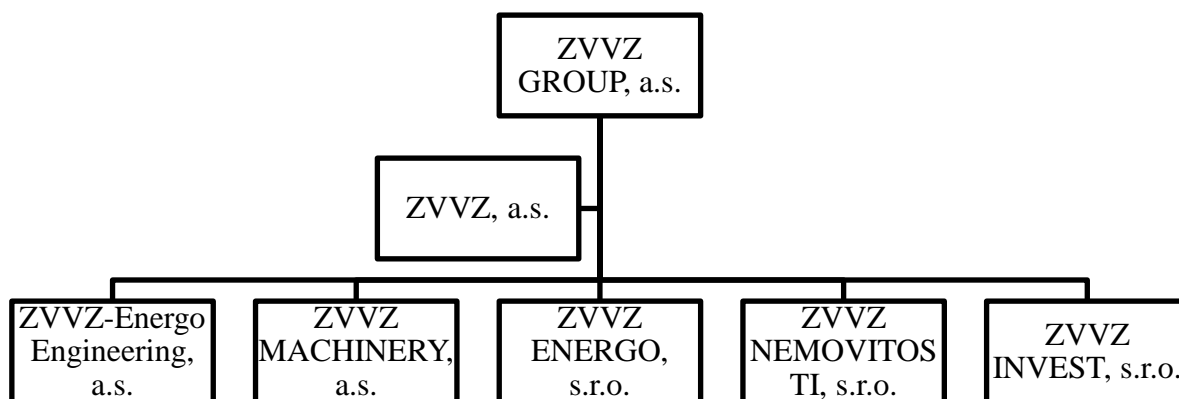 ZVVZ
GROUP, a.s.
ZVVZ, a.s.
ZVVZ-Energo
Engineering,
a.s.
ZVVZ
MACHINERY,
a.s.
ZVVZ
ENERGO,
s.r.o.
ZVVZ
NEMOVITOS
TI, s.r.o.
ZVVZ
INVEST, s.r.o.